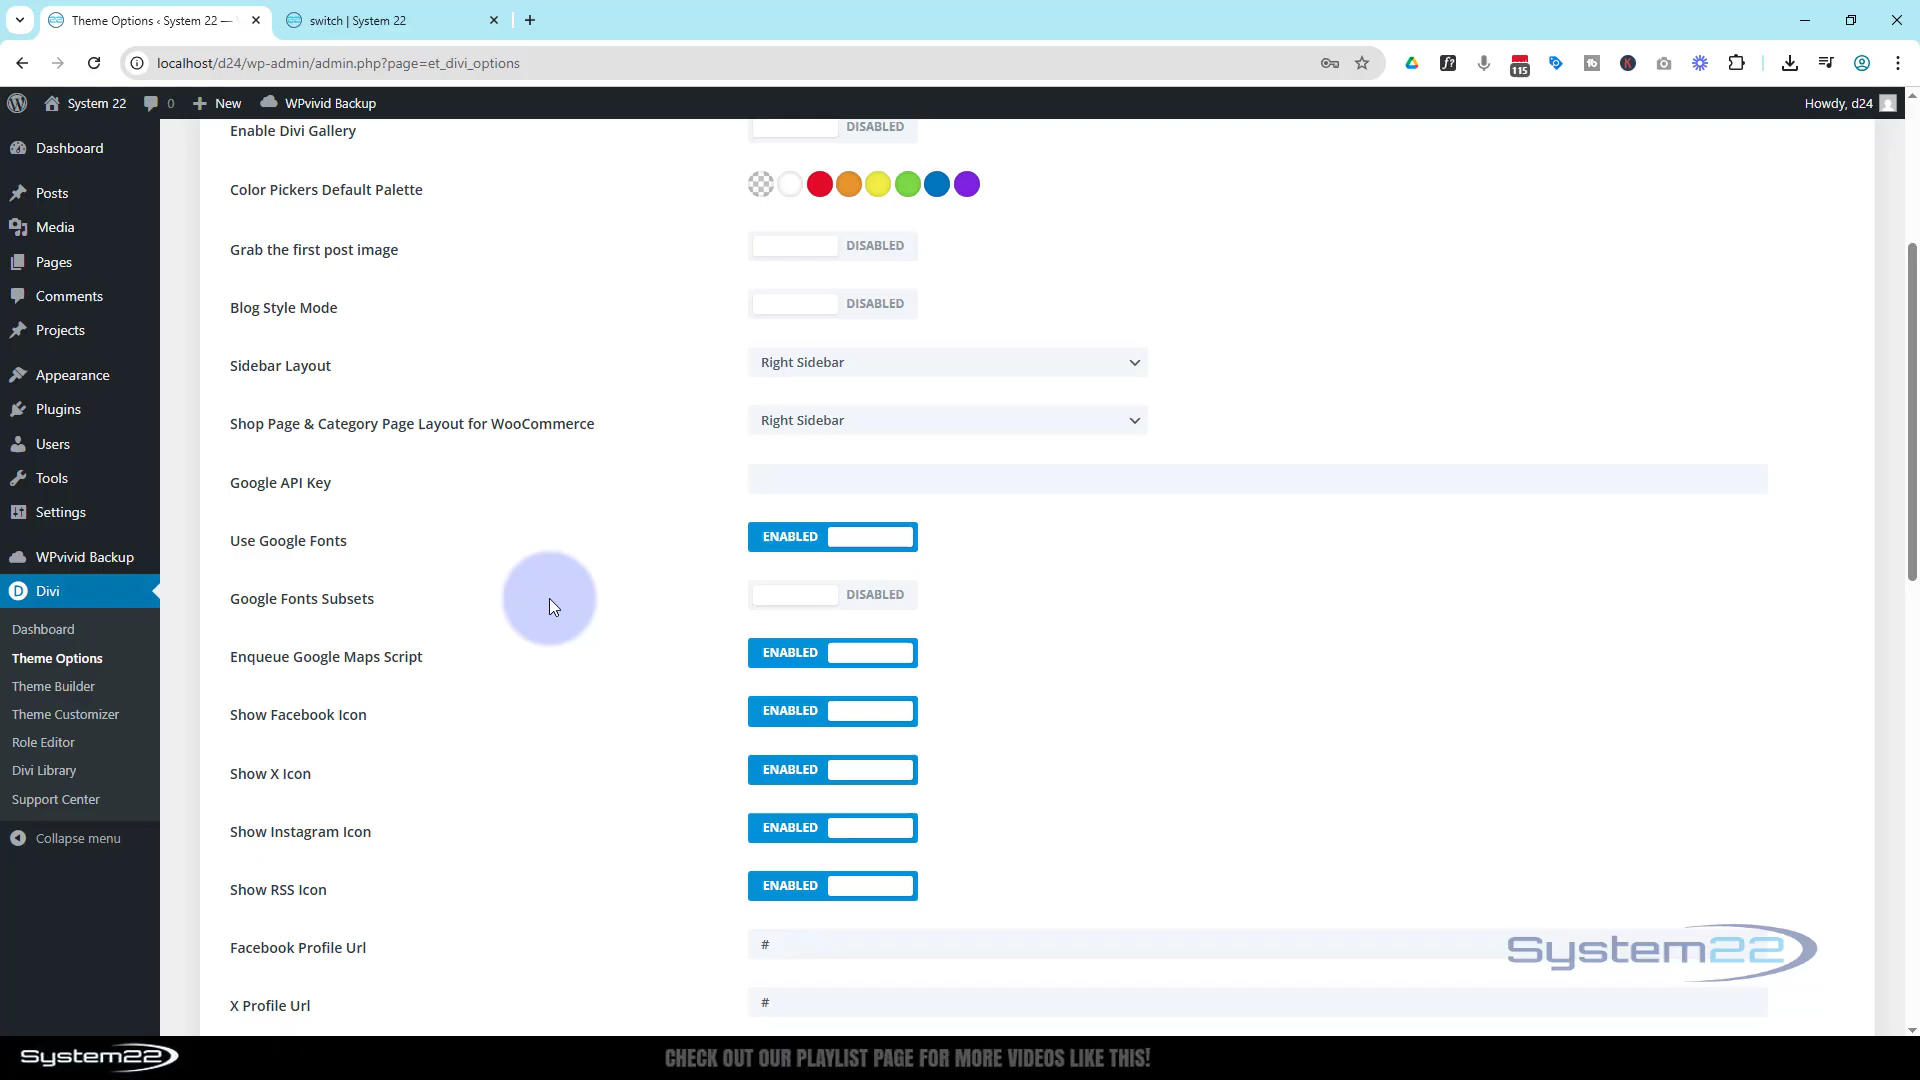 Theme Options ‹ System 22 —
switch | System 22
localhost/d24/wp-admin/admin.php?page=et_divi_options
115
System 22
0
New
WPvivid Backup
Howdy, d24
Dashboard
Posts
Media
Pages
Comments
Projects
Appearance
Plugins
Users
Tools
Settings
WPvivid Backup
Divi
Dashboard
Theme Options
Theme Builder
Theme Customizer
Role Editor
Divi Library
Support Center
Collapse menu
Enable Divi Gallery DISABLED
Color Pickers Default Palette
Grab the first post image DISABLED
Blog Style Mode DISABLED
Sidebar Layout Right Sidebar
Shop Page & Category Page Layout for WooCommerce Right Sidebar
Google API Key
Use Google Fonts ENABLED
Google Fonts Subsets DISABLED
Enqueue Google Maps Script ENABLED
Show Facebook Icon ENABLED
Show X Icon ENABLED
Show Instagram Icon ENABLED
Show RSS Icon ENABLED
Facebook Profile Url #
X Profile Url #
System22
System22
CHECK OUT OUR PLAYLIST PAGE FOR MORE VIDEOS LIKE THIS!